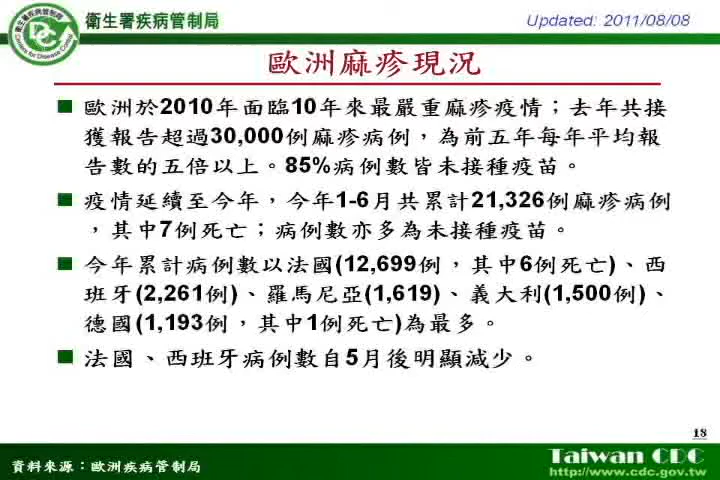 衛生署疾病管制局
Updated: 2011/08/08
歐洲麻疹現況
歐洲於2010年面臨10年來最嚴重麻疹疫情；去年共接
獲報告超過30,000例麻疹病例，為前五年每年平均報
告數的五倍以上。85%病例數皆未接種疫苗。
疫情延續至今年，今年1-6月共累計21,326例麻疹病例
，其中7例死亡；病例數亦多為未接種疫苗。
今年累計病例數以法國(12,699例，其中6例死亡)、西
班牙(2,261例)、羅馬尼亞(1,619)、義大利(1,500例)、
德國(1,193例，其中1例死亡)為最多。
法國、西班牙病例數自5月後明顯減少。
18
資料來源：歐洲疾病管制局
Taiwan CDC
http://www.cdc.gov.tw